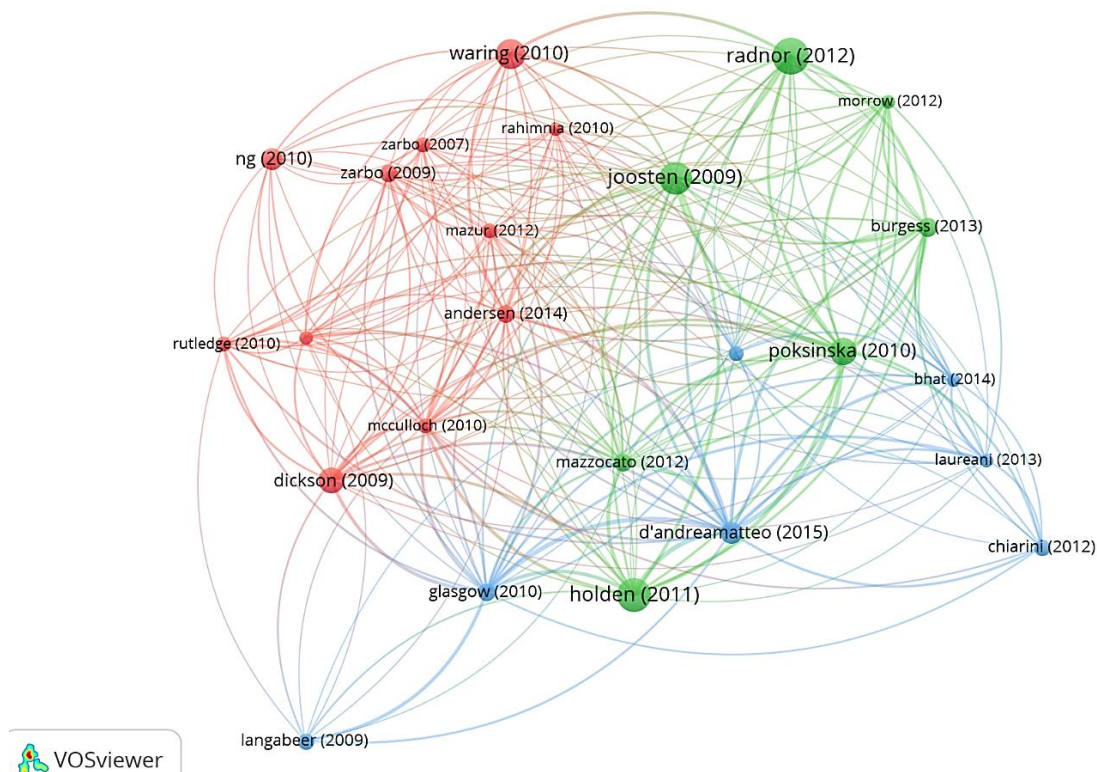 waring (2010)
radnor (2012)
morrow (2012)
rahimnia (2010)
zarbo (2007)
ng (2010)
zarbo (2009)
joosten (2009)
mazur (2012)
burgess (2013)
andersen (2014)
rutledge (2010)
poksinska (2010)
bhat (2014)
mcculloch (2010)
mazzocato (2012)
laureani (2013)
dickson (2009)
d'andreamatteo (2015)
chiarini (2012)
glasgow (2010)
holden (2011)
langabeer (2009)
VOSviewer